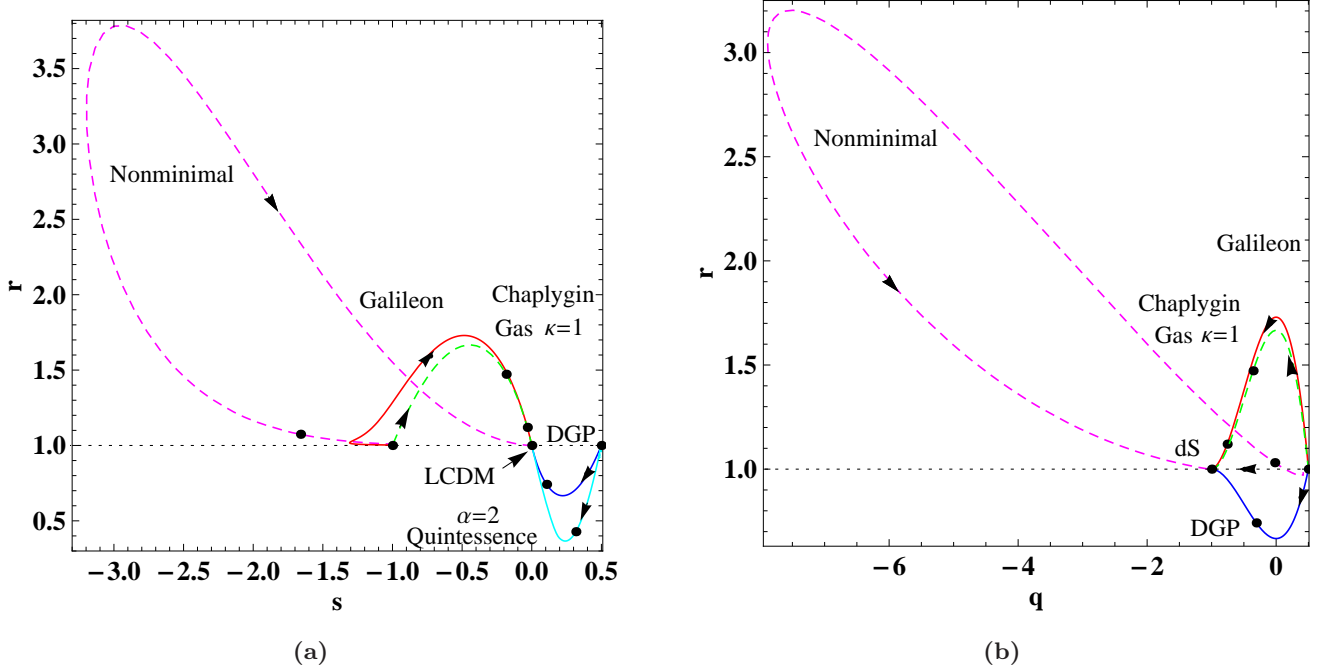 3.5
3.0
2.5
2.0
1.5
1.0
0.5
r
Nonminimal
Galileon
Chaplygin
Gas κ=1
DGP
LCDM
α=2
Quintessence
−3.0 −2.5 −2.0 −1.5 −1.0 −0.5 0.0 0.5
s
(a)
3.0
2.5
2.0
1.5
1.0
r
Nonminimal
Galileon
Chaplygin
Gas κ=1
dS
DGP
−6 −4 −2 0
q
(b)